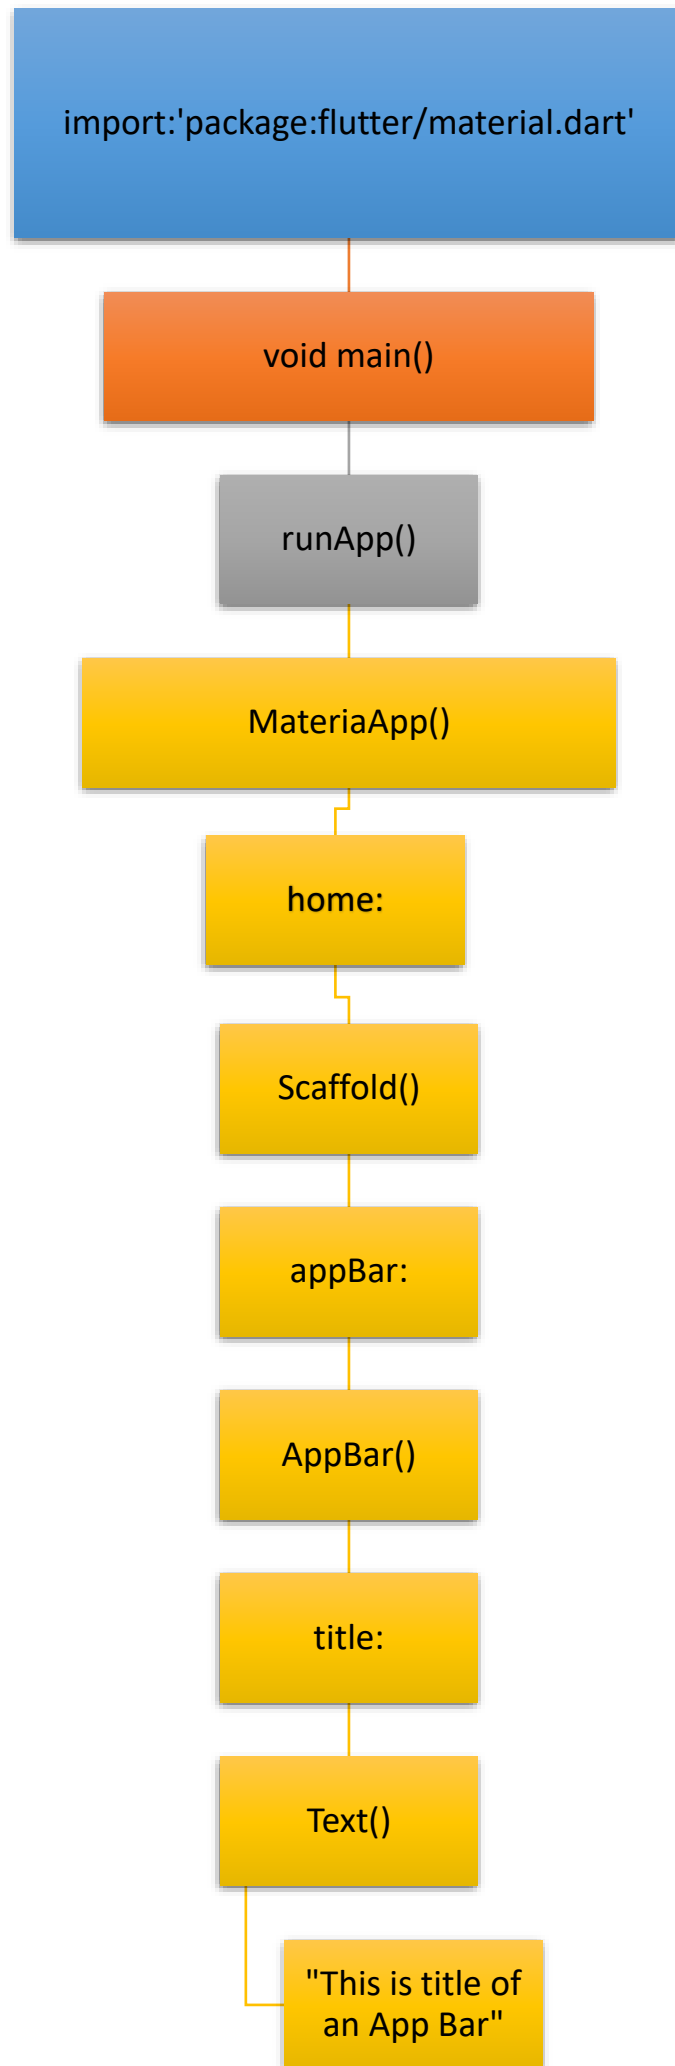 import:'package:flutter/material.dart'
void main()
runApp()
MateriaApp()
home:
Scaffold()
appBar:
AppBar()
title:
Text()
"This is title of
an App Bar"